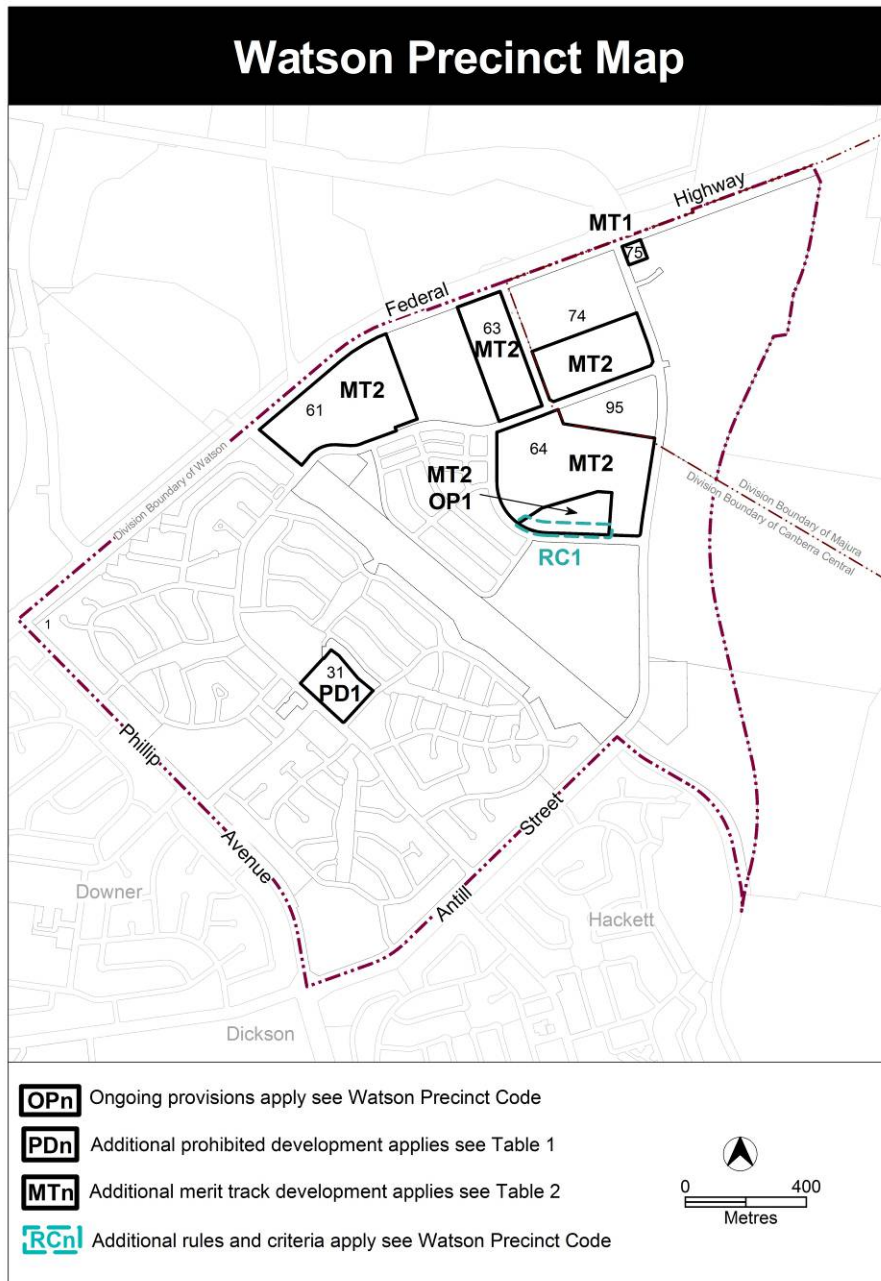 Watson Precinct Map
Highway
MT1
75
Federal
63
MT2
74
MT2
61
MT2
95
64
MT2
MT2
OP1
RC1
Division Boundary of Watson
Division Boundary of Majura
Division Boundary of Canberra Central
1
31
PD1
Phillip
Avenue
Antill
Street
Downer
Hackett
Dickson
OPn Ongoing provisions apply see Watson Precinct Code
PDn Additional prohibited development applies see Table 1
MTn Additional merit track development applies see Table 2
RCn Additional rules and criteria apply see Watson Precinct Code
0 400
Metres